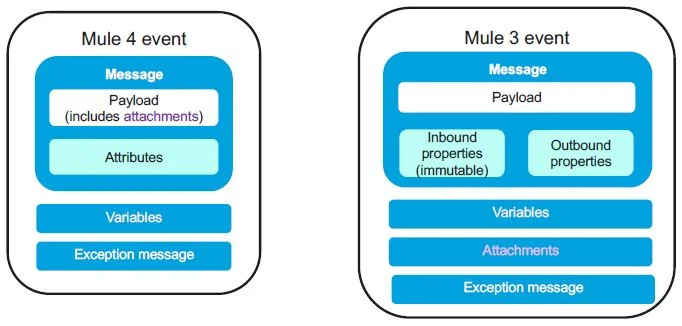 Mule 4 event
Message
Payload
(includes attachments)
Attributes
Variables
Exception message
Mule 3 event
Message
Payload
Inbound
properties
(immutable)
Outbound
properties
Variables
Attachments
Exception message